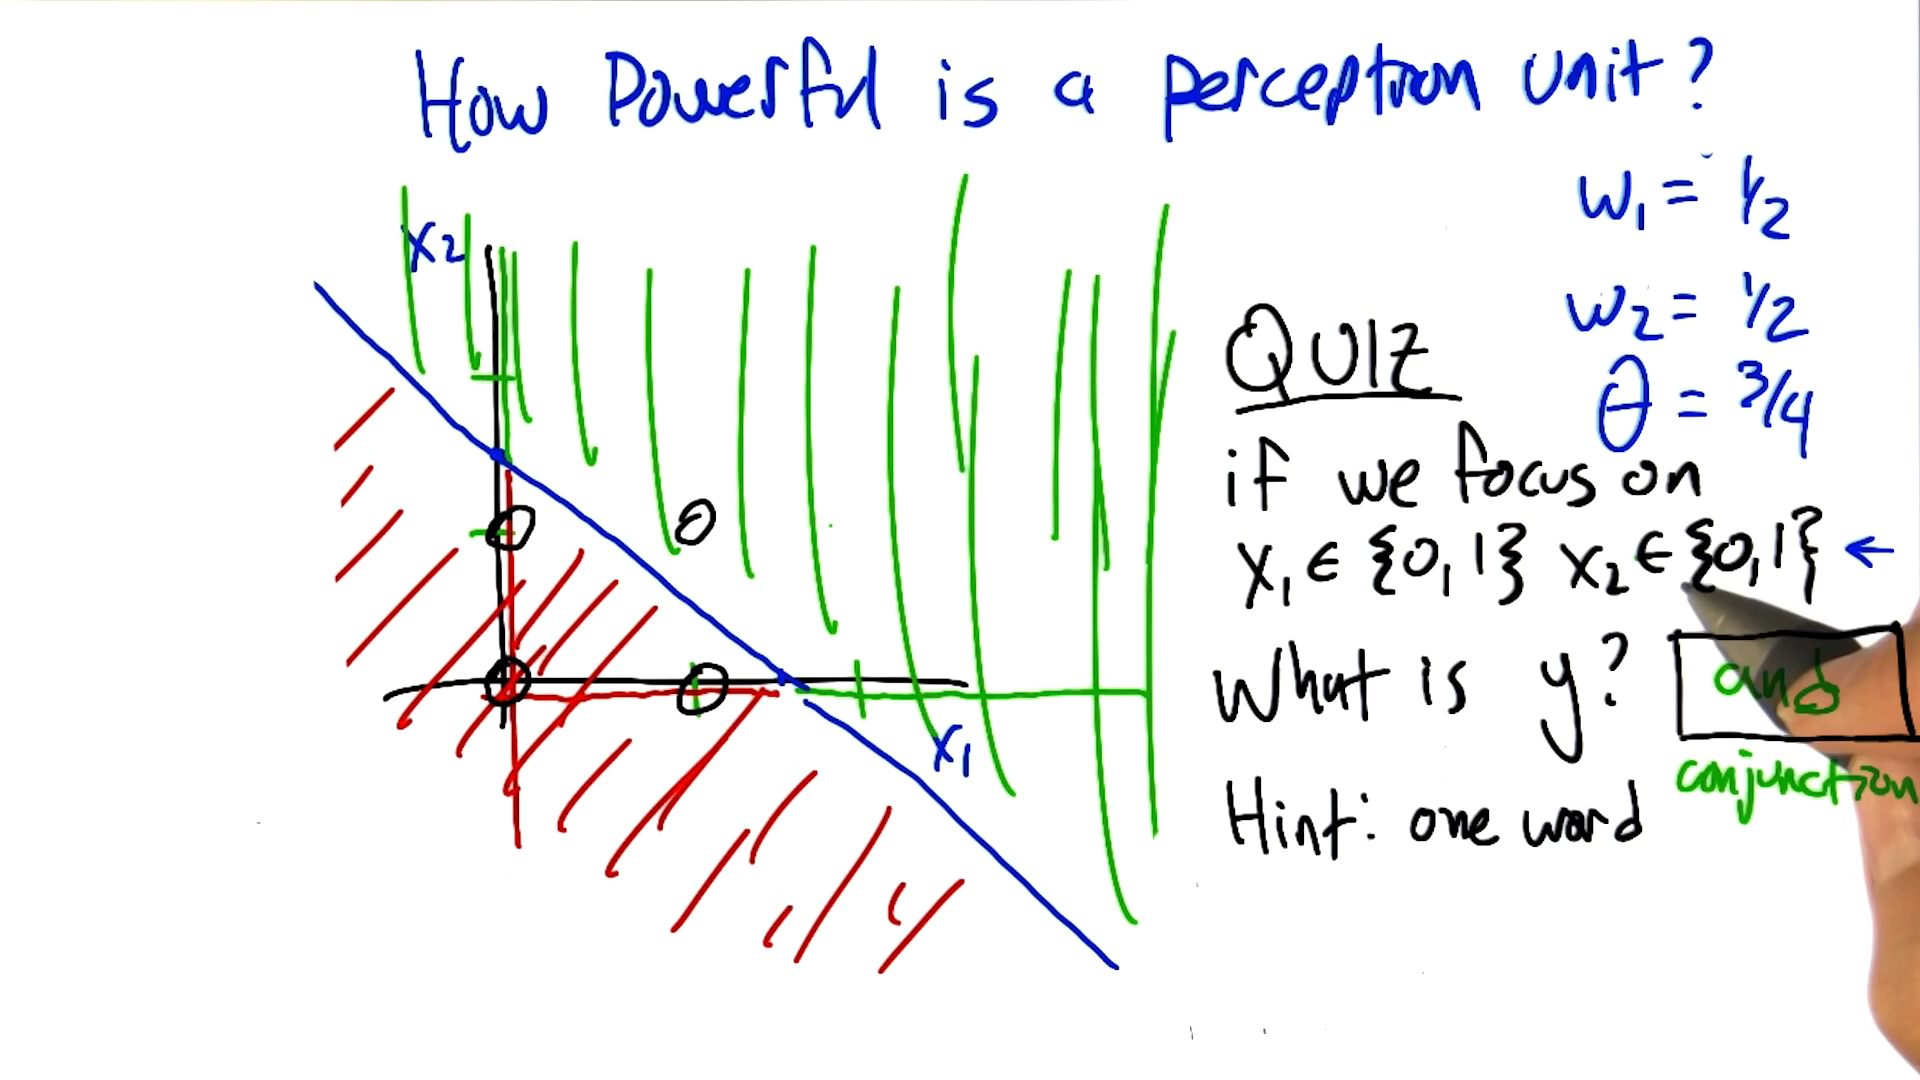 How Powerful is a perceptron unit?
w₁ = 1/2
w₂ = 1/2
θ = 3/4
X₂
X₁
QUIZ
if we focus on
X₁ ∈ {0,1} X₂ ∈ {0,1} ←
What is y? and
conjunction
Hint: one word